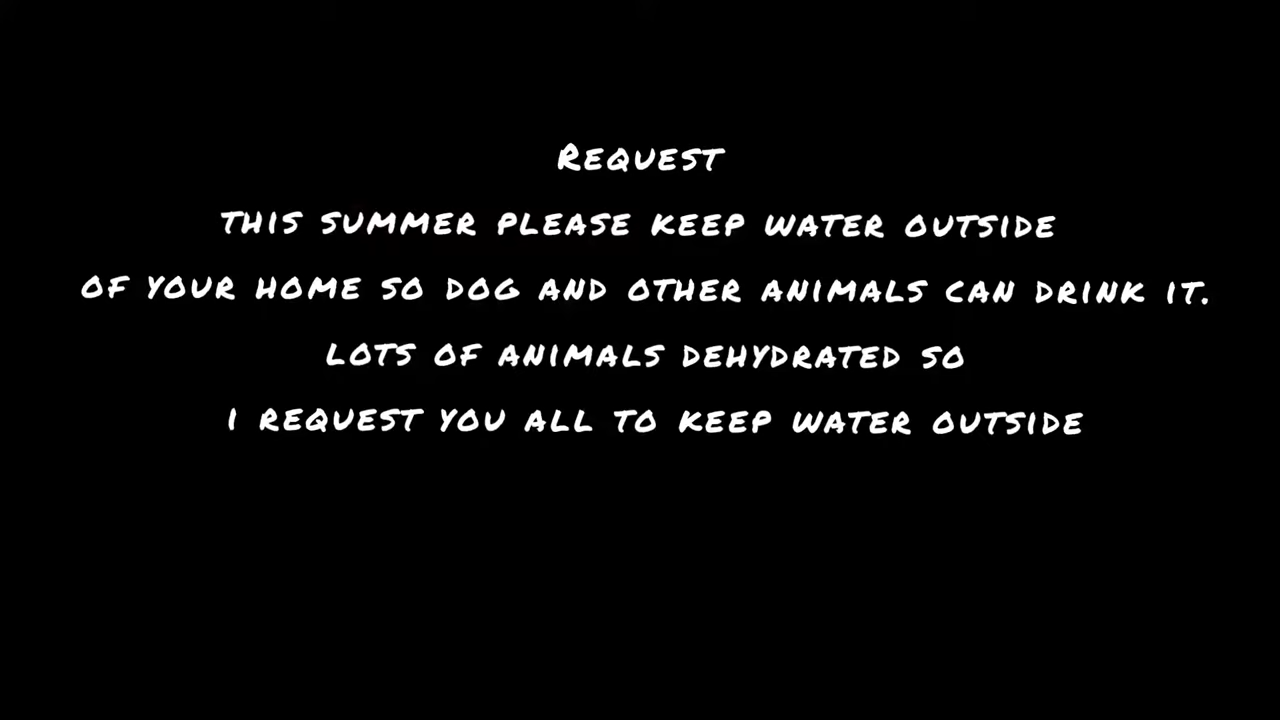 Request
this summer please keep water outside
of your home so dog and other animals can drink it.
lots of animals dehydrated so
i request you all to keep water outside